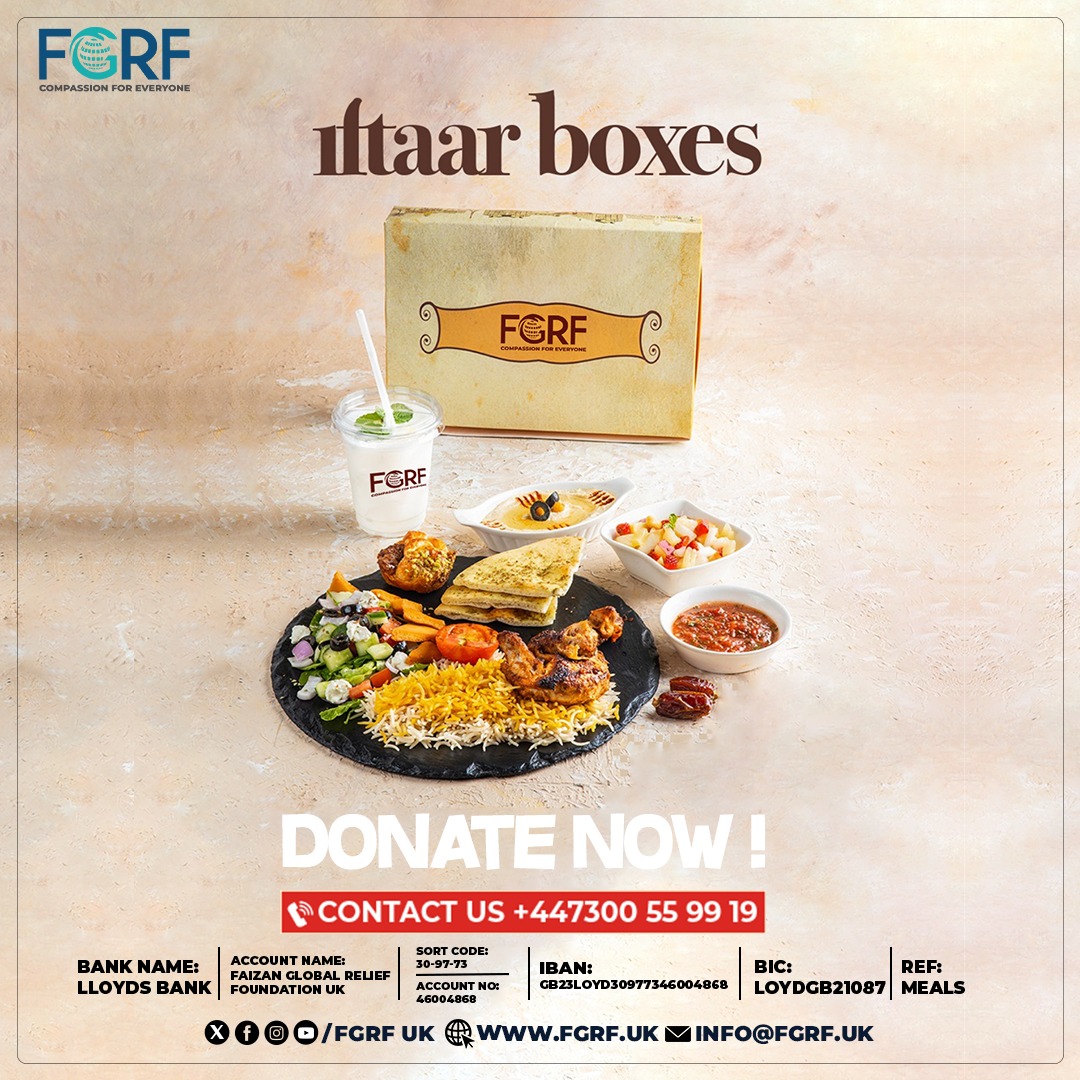 FGRF
COMPASSION FOR EVERYONE
ıftaar boxes
FGRF
COMPASSION FOR EVERYONE
FGRF
COMPASSION FOR EVERYONE
DONATE NOW !
CONTACT US +447300 55 99 19
BANK NAME:
LLOYDS BANK
ACCOUNT NAME:
FAIZAN GLOBAL RELIEF
FOUNDATION UK
SORT CODE:
30-97-73
ACCOUNT NO:
46004868
IBAN:
GB23LOYD30977346004868
BIC:
LOYDGB21087
REF:
MEALS
/FGRF UK WWW.FGRF.UK INFO@FGRF.UK